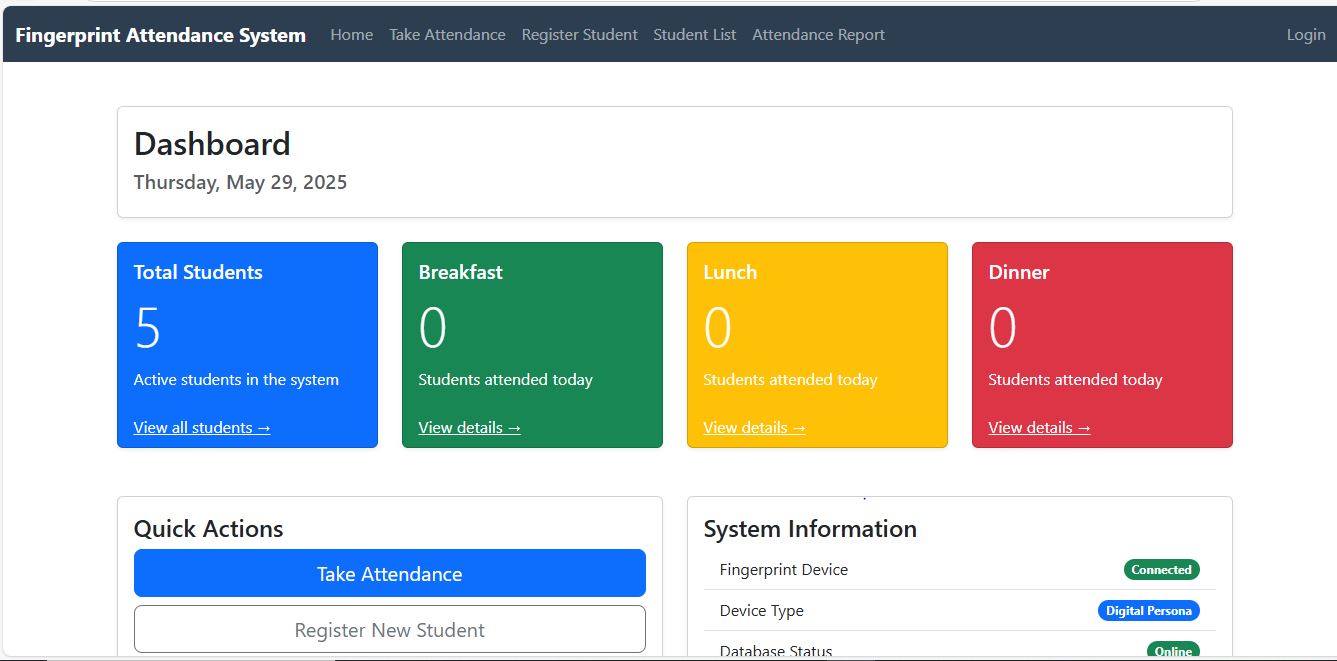 Fingerprint Attendance System Home Take Attendance Register Student Student List Attendance Report Login
Dashboard
Thursday, May 29, 2025
Total Students
5
Active students in the system
View all students →
Breakfast
0
Students attended today
View details →
Lunch
0
Students attended today
View details →
Dinner
0
Students attended today
View details →
Quick Actions
Take Attendance
Register New Student
System Information
Fingerprint Device Connected
Device Type Digital Persona
Database Status Online